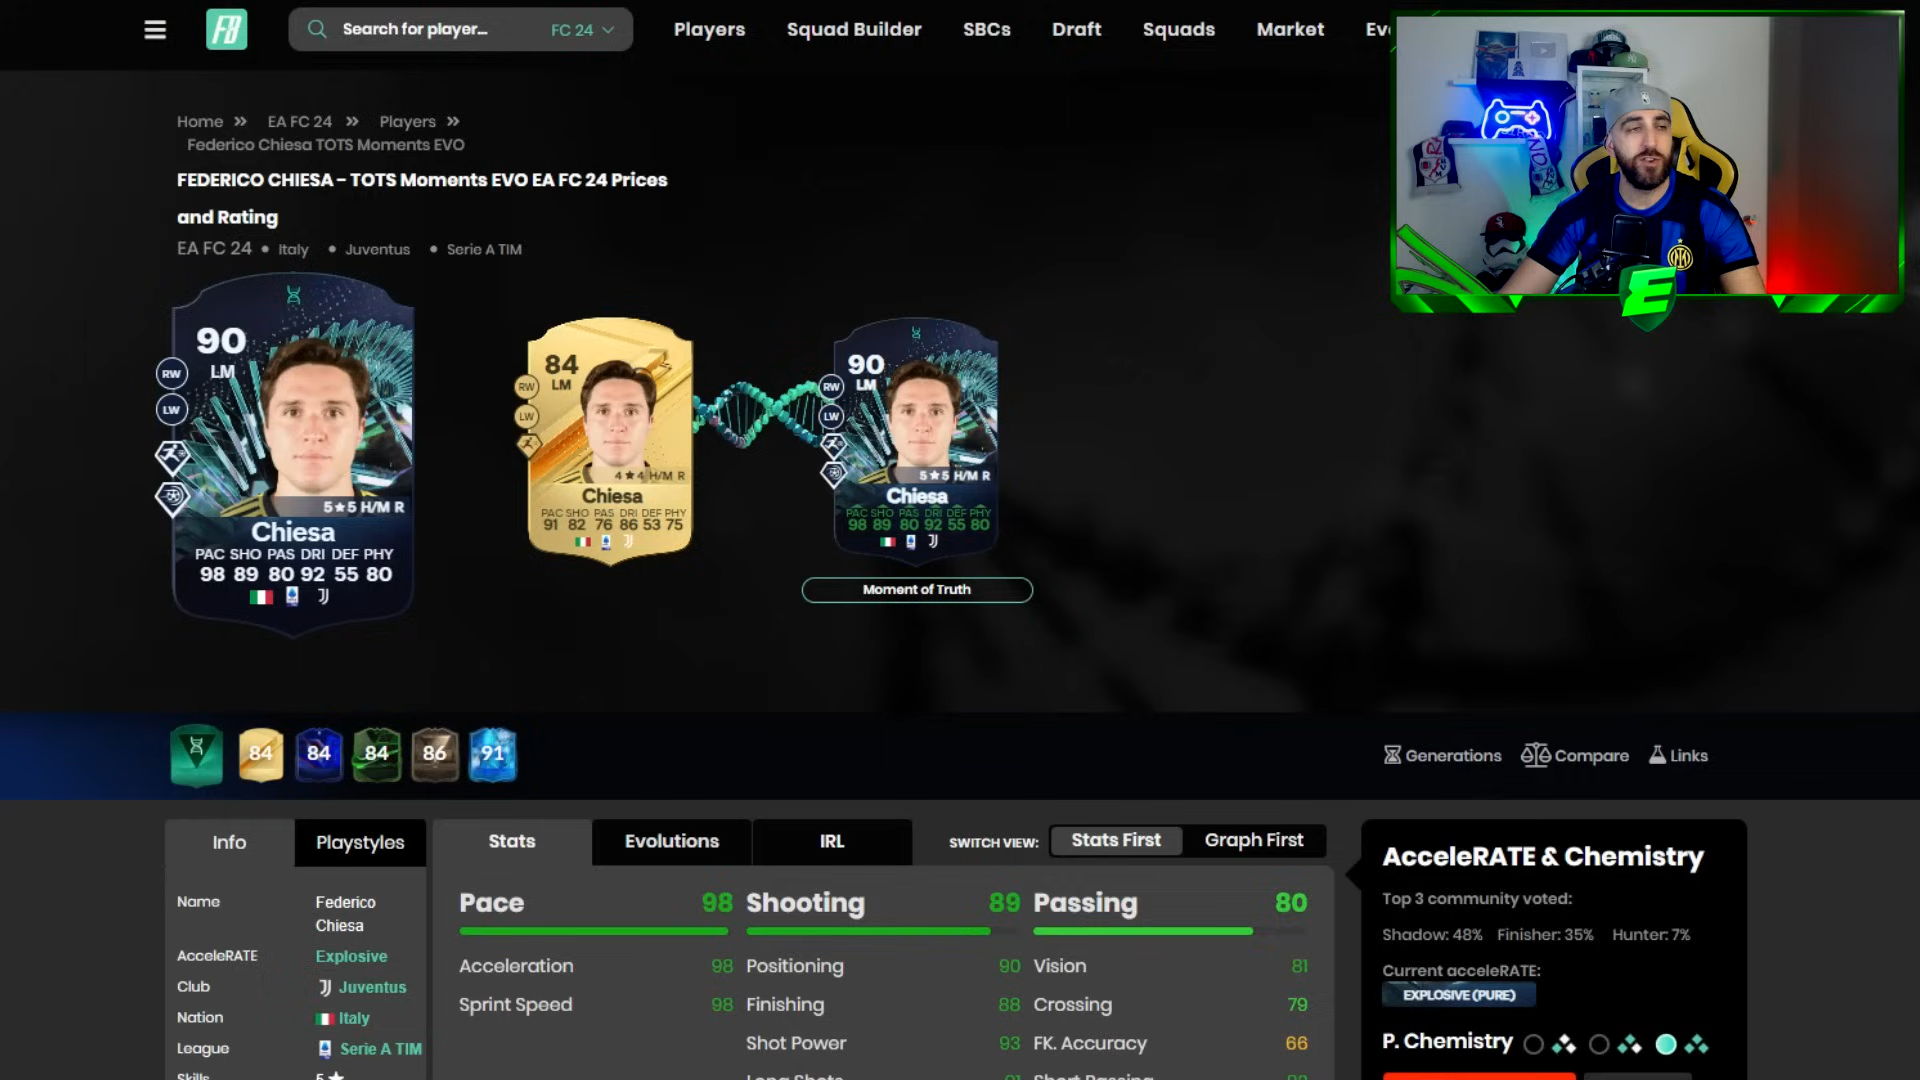 FB
Search for player...
FC 24
Players
Squad Builder
SBCs
Draft
Squads
Market
Home » EA FC 24 » Players »
Federico Chiesa TOTS Moments EVO
FEDERICO CHIESA - TOTS Moments EVO EA FC 24 Prices
and Rating
EA FC 24 • Italy • Juventus • Serie A TIM
90
LM
RW
LW
5★5 H/M R
Chiesa
PAC SHO PAS DRI DEF PHY
98 89 80 92 55 80
84
LM
RW
LW
4★4 H/M R
Chiesa
PAC SHO PAS DRI DEF PHY
91 82 76 86 53 75
90
LM
RW
LW
5★5 H/M R
Chiesa
PAC SHO PAS DRI DEF PHY
98 89 80 92 55 80
Moment of Truth
E
84 84 84 86 91
Generations
Compare
Links
Info
Playstyles
Name
Federico
Chiesa
AcceleRATE
Explosive
Club
Juventus
Nation
Italy
League
Serie A TIM
Skills
5★
Stats
Evolutions
IRL
SWITCH VIEW:
Stats First
Graph First
Pace 98
Acceleration 98
Sprint Speed 98
Shooting 89
Positioning 90
Finishing 88
Shot Power 93
Long Shots 91
Passing 80
Vision 81
Crossing 79
FK. Accuracy 66
Short Passing
AcceleRATE & Chemistry
Top 3 community voted:
Shadow: 48% Finisher: 35% Hunter: 7%
Current acceleRATE:
EXPLOSIVE (PURE)
P. Chemistry